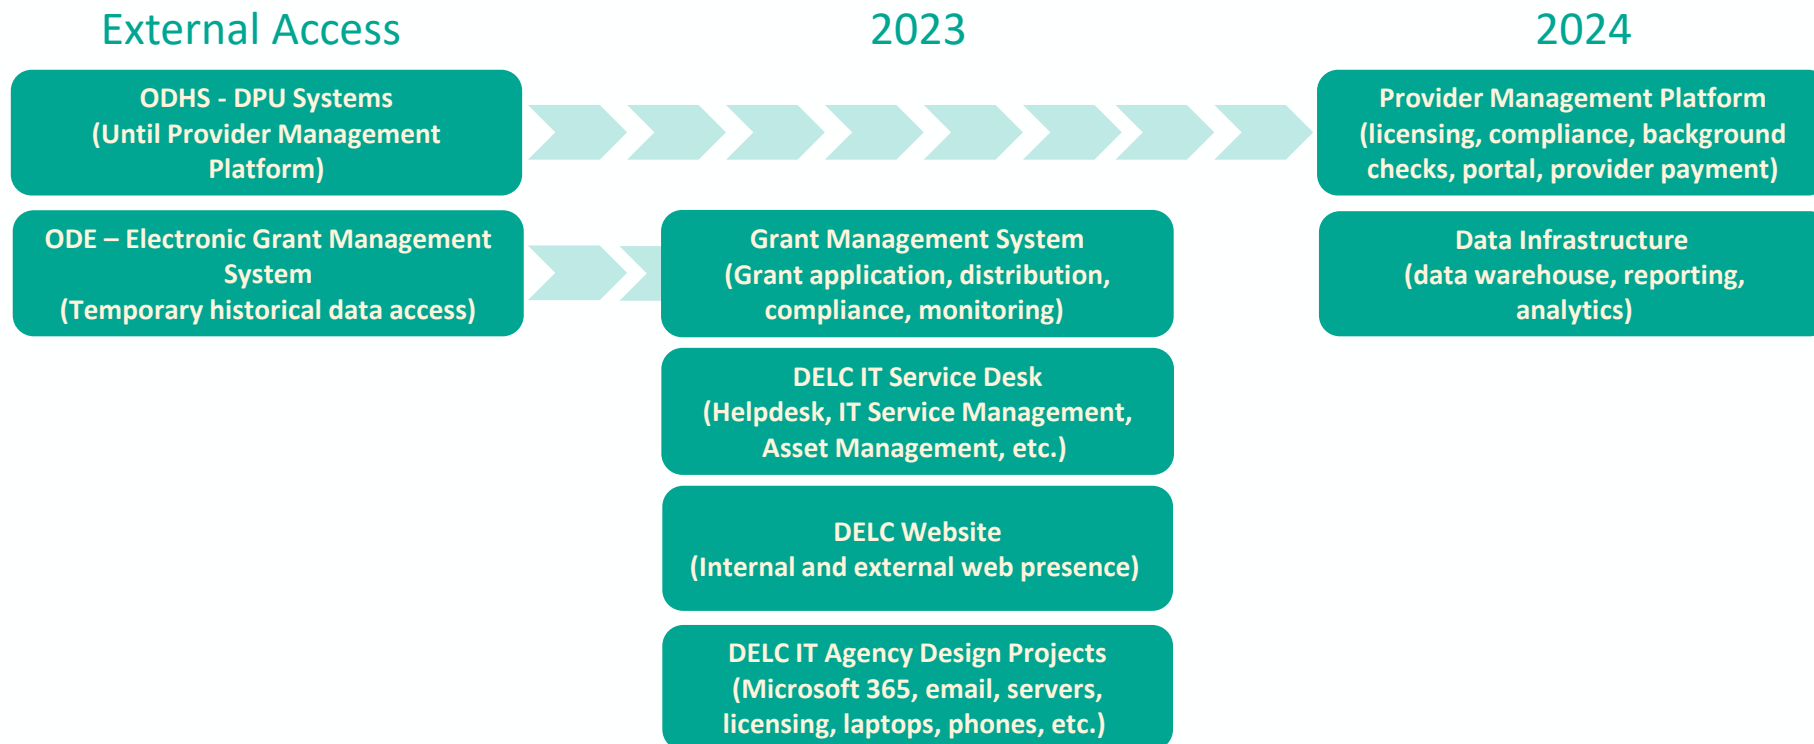 External Access
2023
2024
ODHS - DPU Systems
(Until Provider Management
Platform)
Provider Management Platform
(licensing, compliance, background
checks, portal, provider payment)
ODE – Electronic Grant Management
System
(Temporary historical data access)
Grant Management System
(Grant application, distribution,
compliance, monitoring)
Data Infrastructure
(data warehouse, reporting,
analytics)
DELC IT Service Desk
(Helpdesk, IT Service Management,
Asset Management, etc.)
DELC Website
(Internal and external web presence)
DELC IT Agency Design Projects
(Microsoft 365, email, servers,
licensing, laptops, phones, etc.)